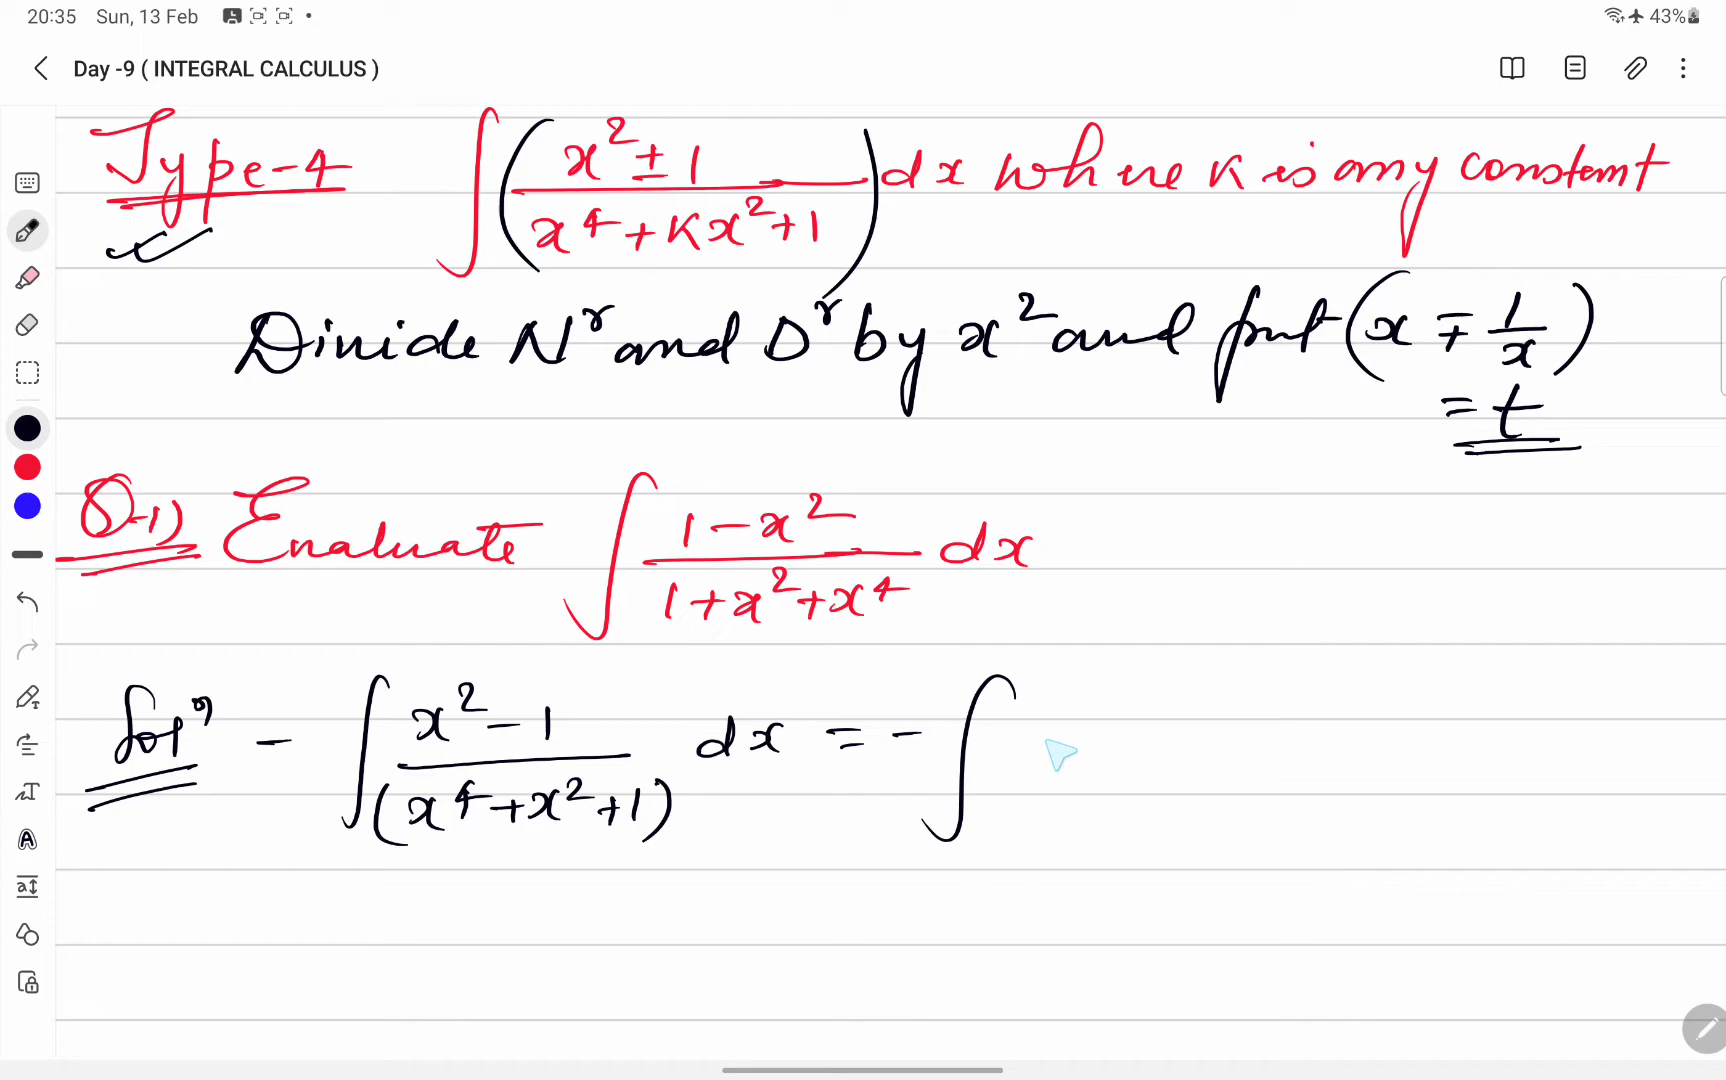 20:35 Sun, 13 Feb 43%
Day -9 ( INTEGRAL CALCULUS )
Type-4 ∫(x²±1 / x⁴+Kx²+1)dx where K is any constant
Divide Nʳ and Dʳ by x² and put (x ∓ 1/x)
= t
Q-1) Evaluate ∫ 1-x² / 1+x²+x⁴ dx
Solⁿ - ∫ x²-1 / (x⁴+x²+1) dx = - ∫